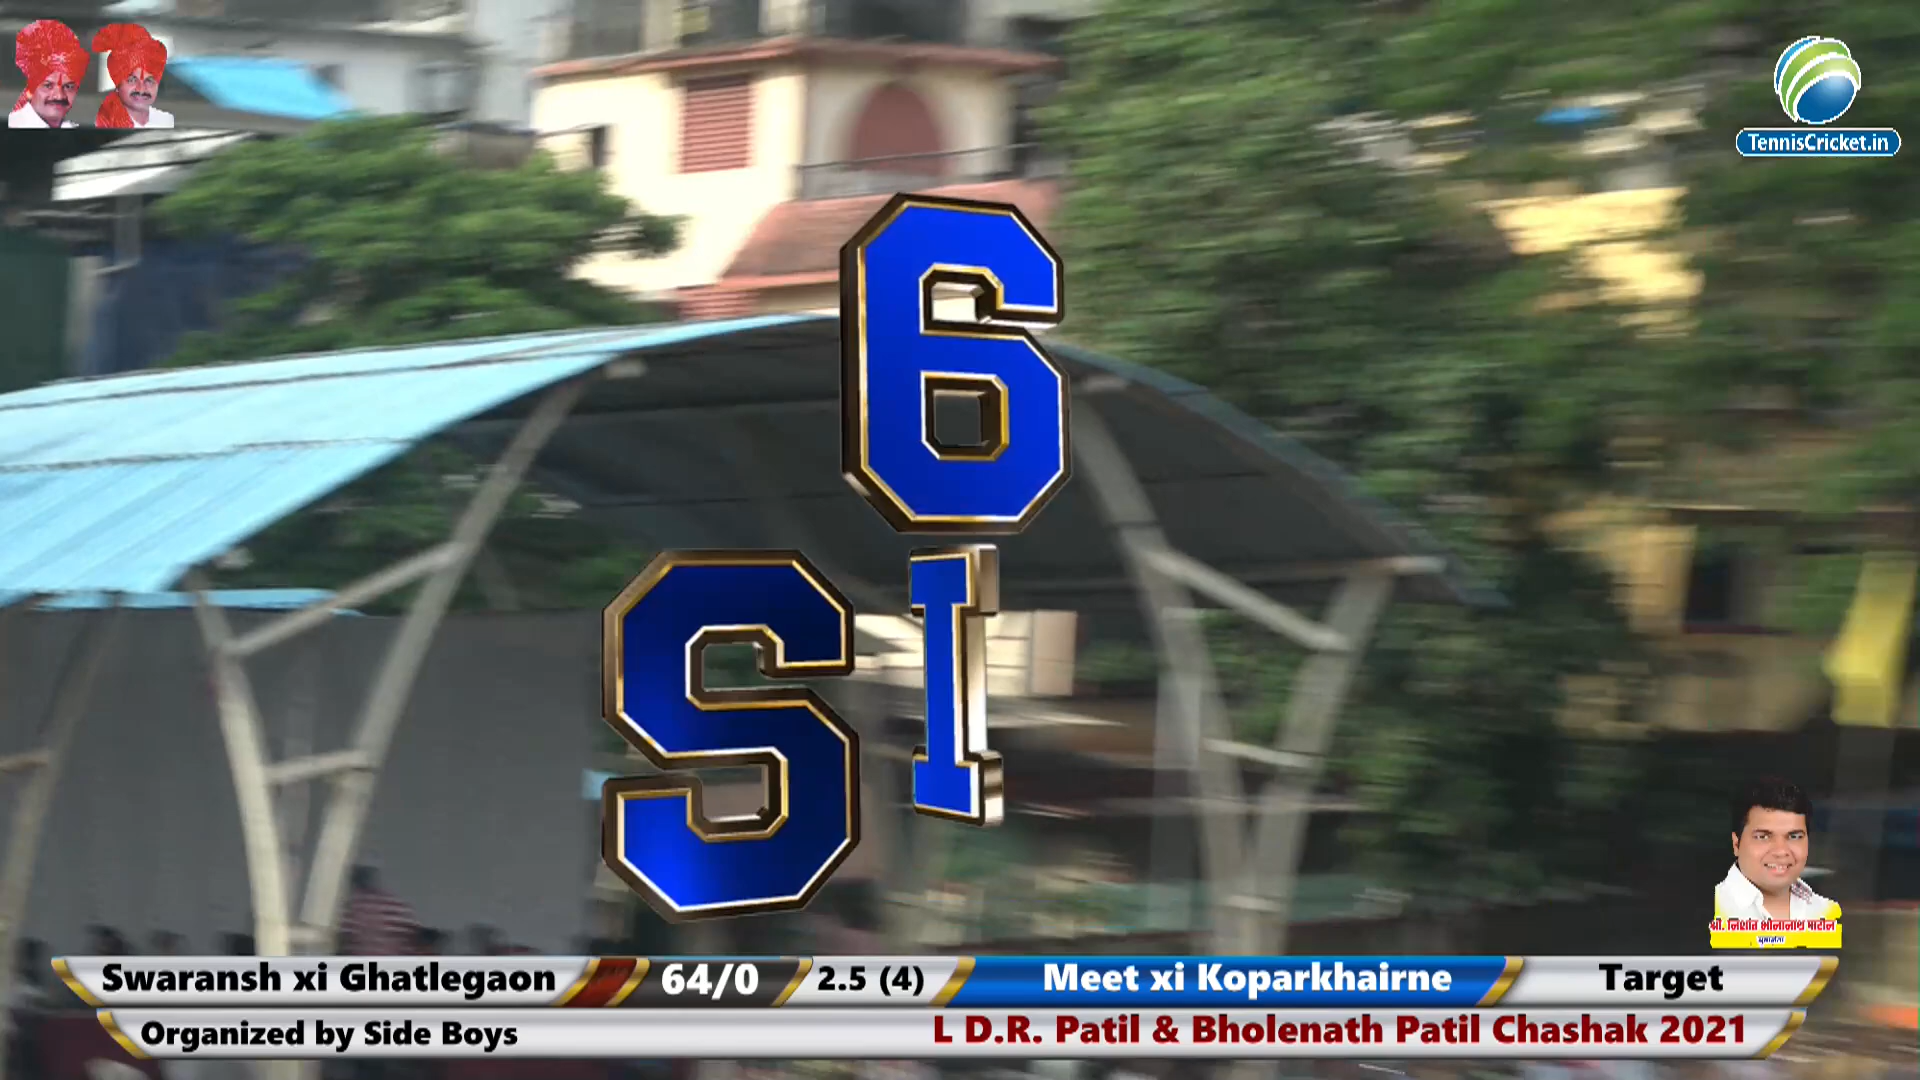 TennisCricket.in
6
SI
श्री. निशांत भोलानाथ पाटील
Swaransh xi Ghatlegaon 64/0 2.5 (4) Meet xi Koparkhairne Target
Organized by Side Boys L D.R. Patil & Bholenath Patil Chashak 2021